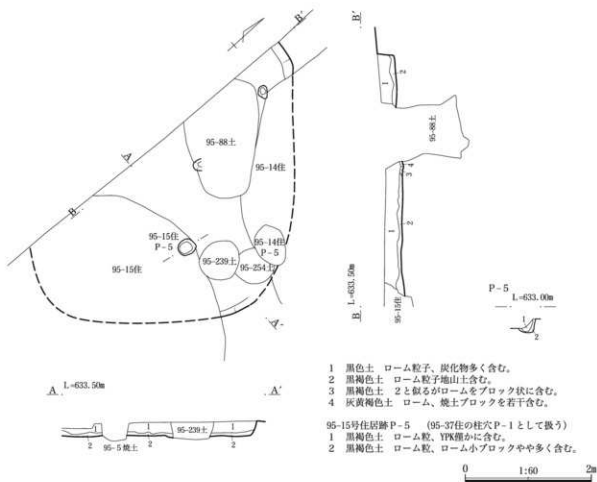 B'
A
B
95-88土
95-14住
95-15住
P-5
95-14住
P-5
95-15住
95-239土
95-254土
A'
B'
1
2
95-88土
4
3
1
2
B L=633.50m
95-15住
P-5
L=633.00m
1
2
A L=633.50m A'
1
1
1
2
95-5焼土
2
95-239土
2
1 黒色土 ローム粒子、炭化物多く含む。
2 黒褐色土 ローム粒子地山土含む。
3 黒褐色土 2と似るがロームをブロック状に含む。
4 灰黄褐色土 ローム、焼土ブロックを若干含む。
95-15号住居跡P-5 (95-37住の柱穴P-1として扱う)
1 黒褐色土 ローム粒、YPK僅かに含む。
2 黒褐色土 ローム粒、ローム小ブロックやや多く含む。
0 1:60 2m